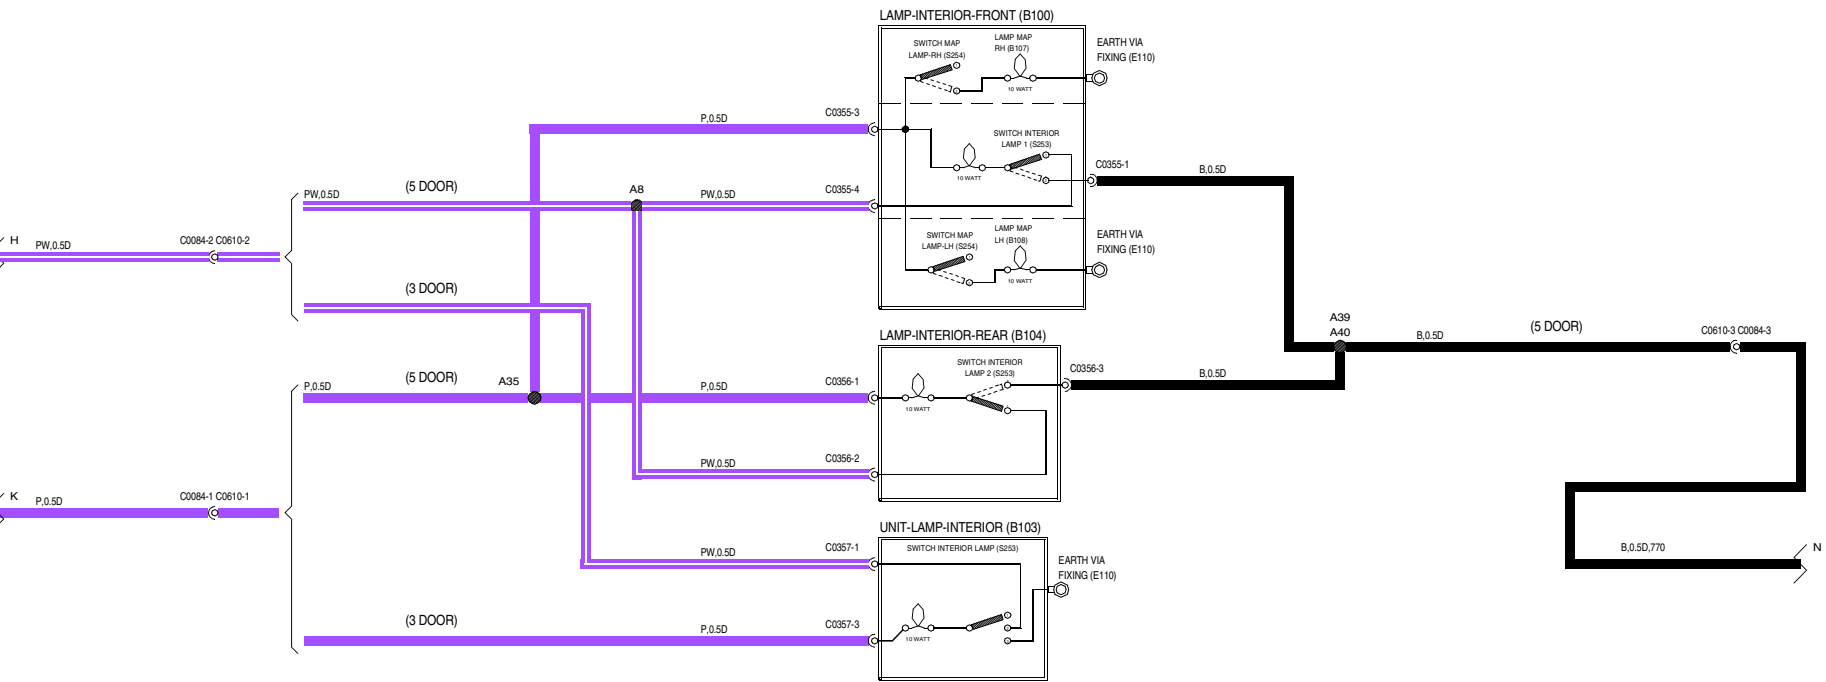 LAMP-INTERIOR-FRONT (B100)
SWITCH MAP
LAMP-RH (S254)
LAMP MAP
RH (B107)
10 WATT
EARTH VIA
FIXING (E110)
P,0.5D
C0355-3
SWITCH INTERIOR
LAMP 1 (S253)
10 WATT
C0355-1
B,0.5D
PW,0.5D
(5 DOOR)
A8
PW,0.5D
C0355-4
H
PW,0.5D
C0084-2 C0610-2
SWITCH MAP
LAMP-LH (S254)
LAMP MAP
LH (B108)
10 WATT
EARTH VIA
FIXING (E110)
(3 DOOR)
A39
A40
B,0.5D
(5 DOOR)
C0610-3 C0084-3
LAMP-INTERIOR-REAR (B104)
SWITCH INTERIOR
LAMP 2 (S253)
10 WATT
C0356-3
B,0.5D
P,0.5D
(5 DOOR)
A35
P,0.5D
C0356-1
PW,0.5D
C0356-2
K
P,0.5D
C0084-1 C0610-1
UNIT-LAMP-INTERIOR (B103)
SWITCH INTERIOR LAMP (S253)
PW,0.5D
C0357-1
EARTH VIA
FIXING (E110)
B,0.5D,770
N
(3 DOOR)
P,0.5D
C0357-3
10 WATT